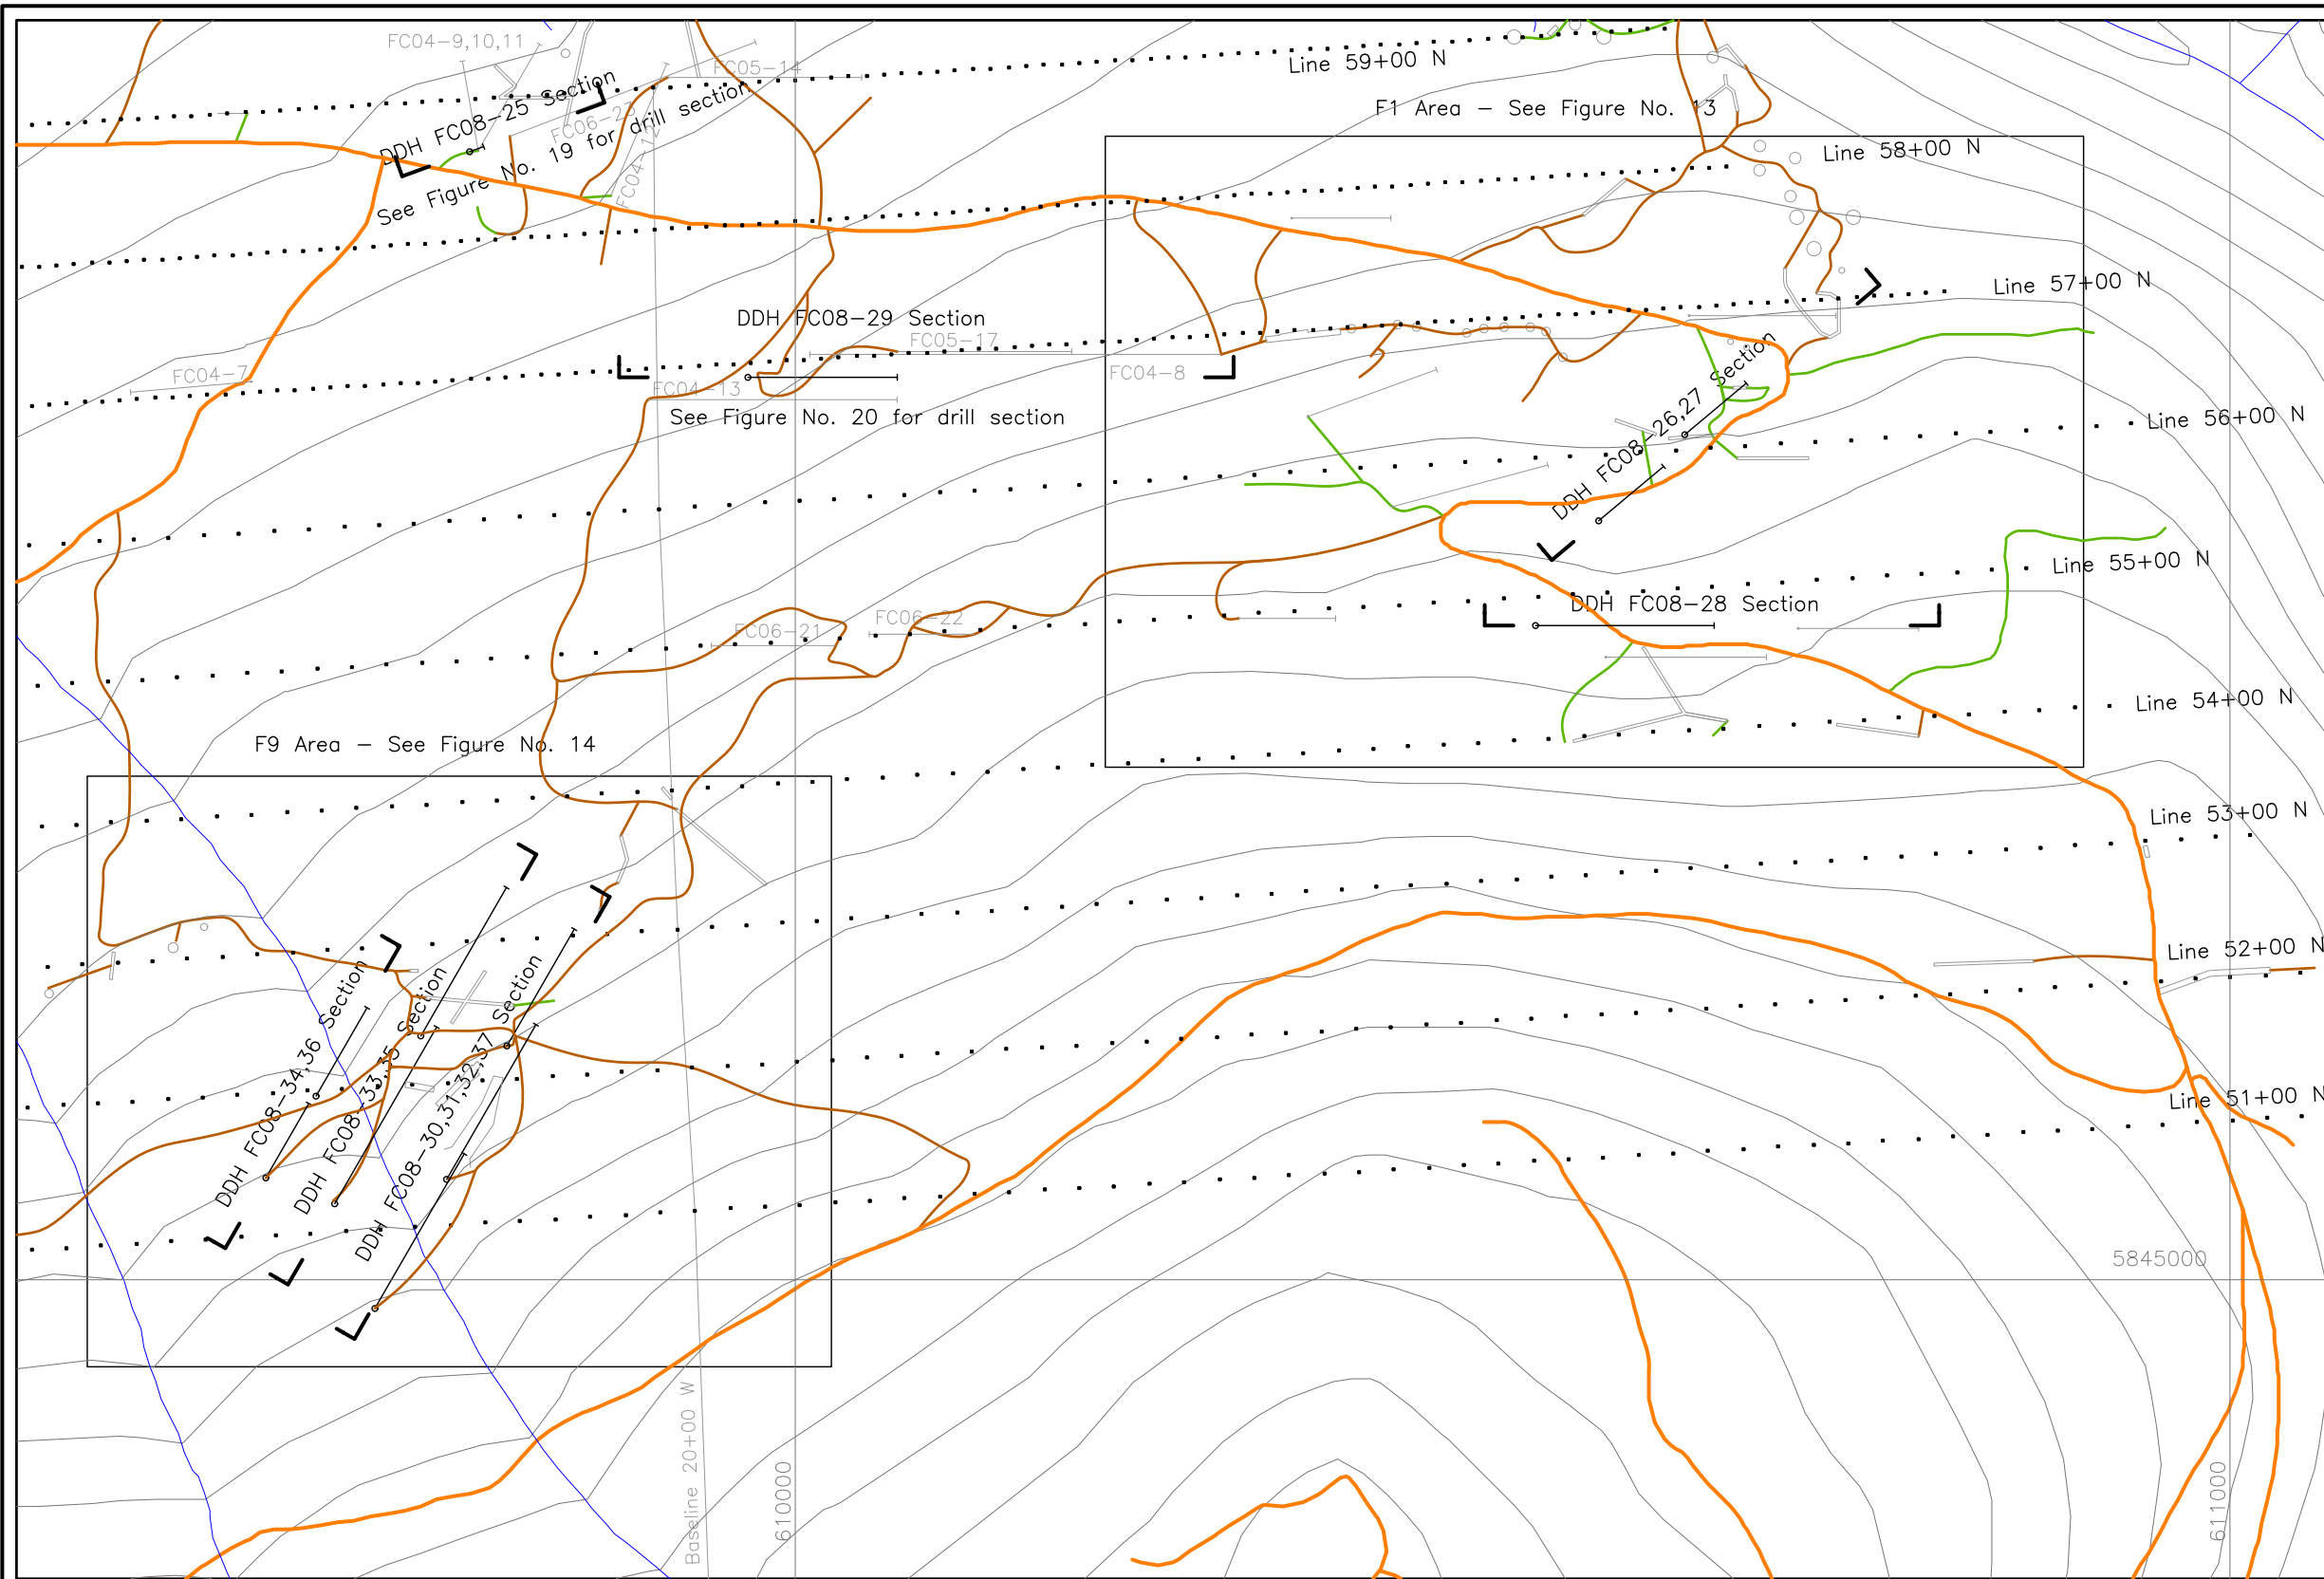 FC04-9,10,11
FC05-14
Line 59+00 N
DDH FC08-25 Section
FC06-23
F1 Area - See Figure No. 13
See Figure No. 19 for drill section
FC04-12
Line 58+00 N
Line 57+00 N
DDH FC08-29 Section
FC05-17
FC04-7
FC04-13
FC04-8
See Figure No. 20 for drill section
DDH FC08-26,27 Section
Line 56+00 N
Line 55+00 N
DDH FC08-28 Section
FC06-21
FC06-22
Line 54+00 N
F9 Area - See Figure No. 14
Line 53+00 N
Line 52+00 N
DDH FC08-34,36 Section
DDH FC08-33,35 Section
DDH FC08-30,31,32,37 Section
Line 51+00 N
5845000
Baseline 20+00 W
610000
611000